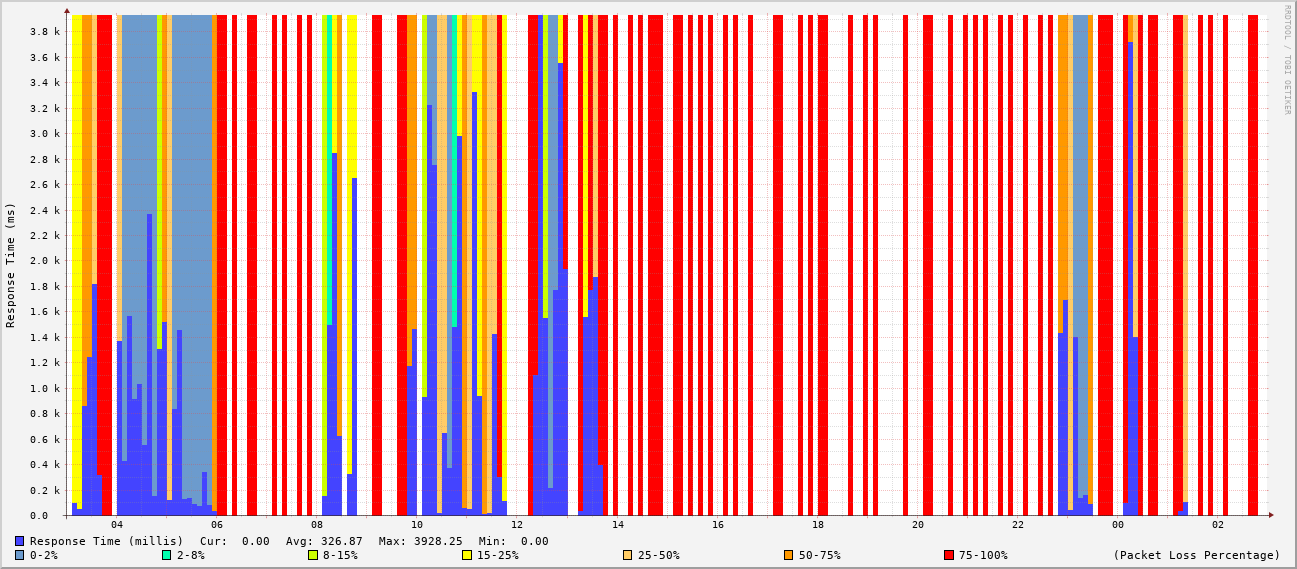 RRDTOOL / TOBI OETIKER
Response Time (ms)
3.8 k
3.6 k
3.4 k
3.2 k
3.0 k
2.8 k
2.6 k
2.4 k
2.2 k
2.0 k
1.8 k
1.6 k
1.4 k
1.2 k
1.0 k
0.8 k
0.6 k
0.4 k
0.2 k
0.0
04 06 08 10 12 14 16 18 20 22 00 02
Response Time (millis) Cur: 0.00 Avg: 326.87 Max: 3928.25 Min: 0.00
0-2% 2-8% 8-15% 15-25% 25-50% 50-75% 75-100% (Packet Loss Percentage)